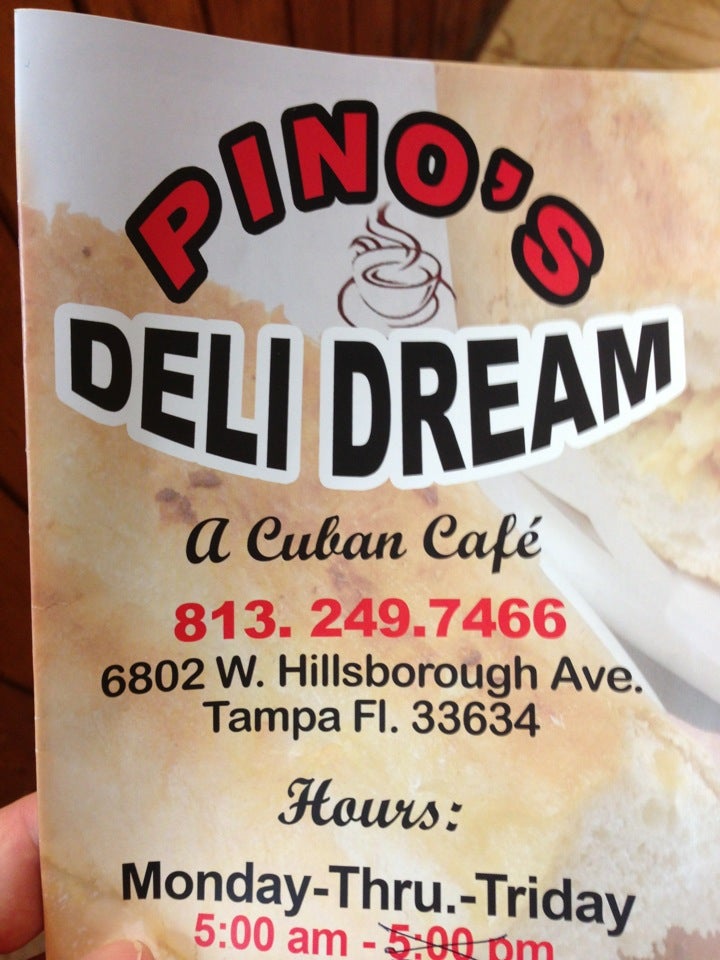 PINO'S
DELI DREAM
A Cuban Café
813. 249.7466
6802 W. Hillsborough Ave.
Tampa Fl. 33634
Hours:
Monday-Thru.-Triday
5:00 am - 5:00 pm